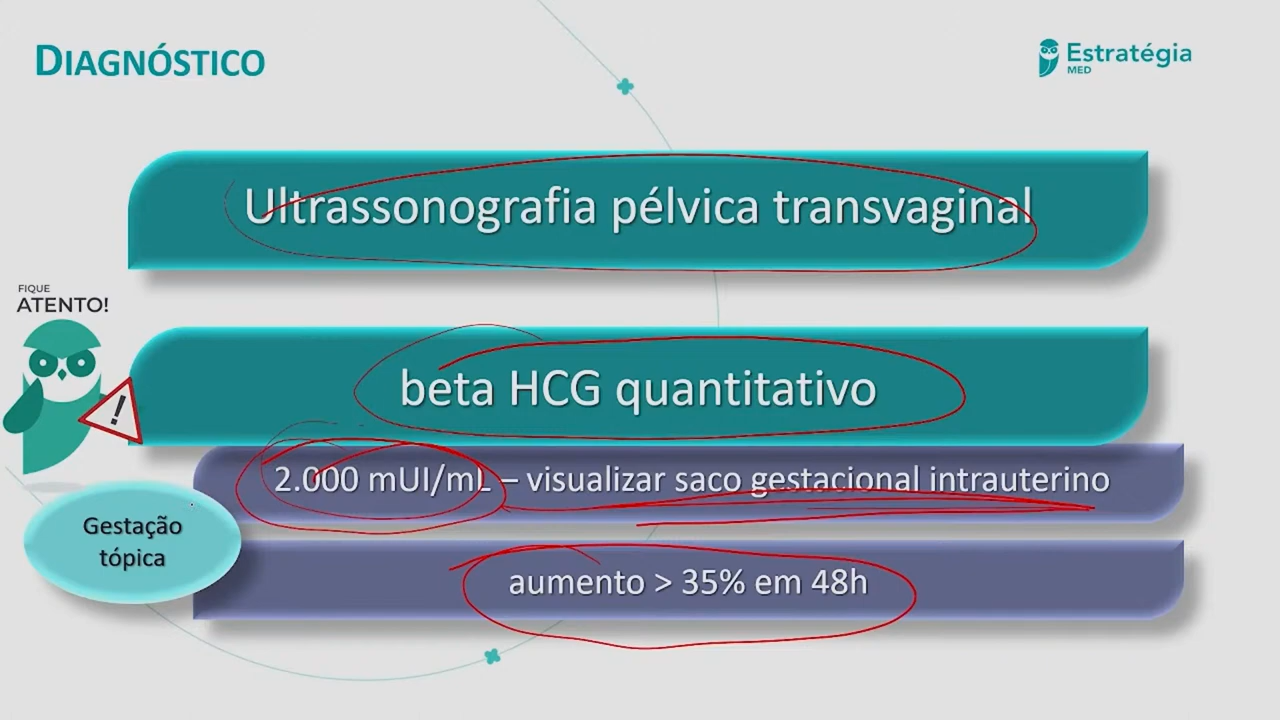 DIAGNÓSTICO
Estratégia
MED
Ultrassonografia pélvica transvaginal
FIQUE
ATENTO!
!
beta HCG quantitativo
2.000 mUI/mL – visualizar saco gestacional intrauterino
Gestação
tópica
aumento > 35% em 48h